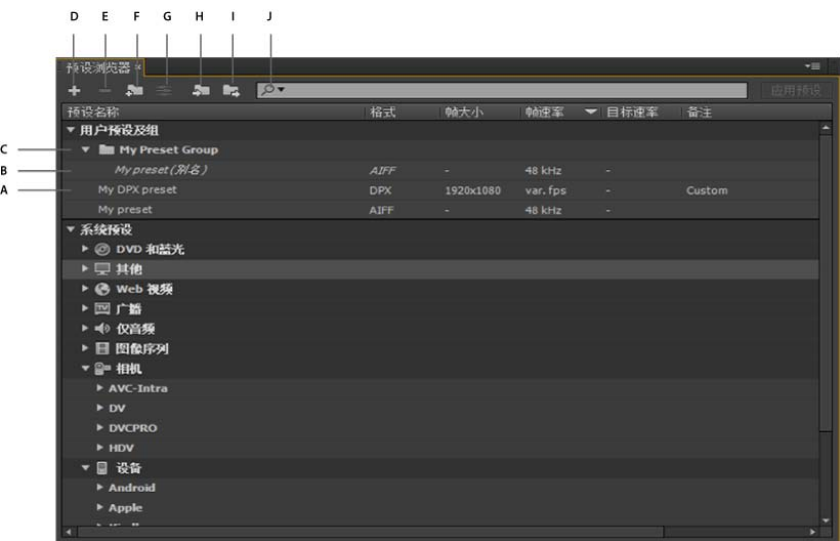 D E F G H I J
预设浏览器 ×
应用预设
预设名称 格式 帧大小 帧速率 目标速率 备注
用户预设及组
C My Preset Group
B My preset(别名) AIFF - 48 kHz -
A My DPX preset DPX 1920x1080 var. fps - Custom
My preset AIFF - 48 kHz -
系统预设
DVD 和蓝光
其他
Web 视频
广播
仅音频
图像序列
相机
AVC-Intra
DV
DVCPRO
HDV
设备
Android
Apple